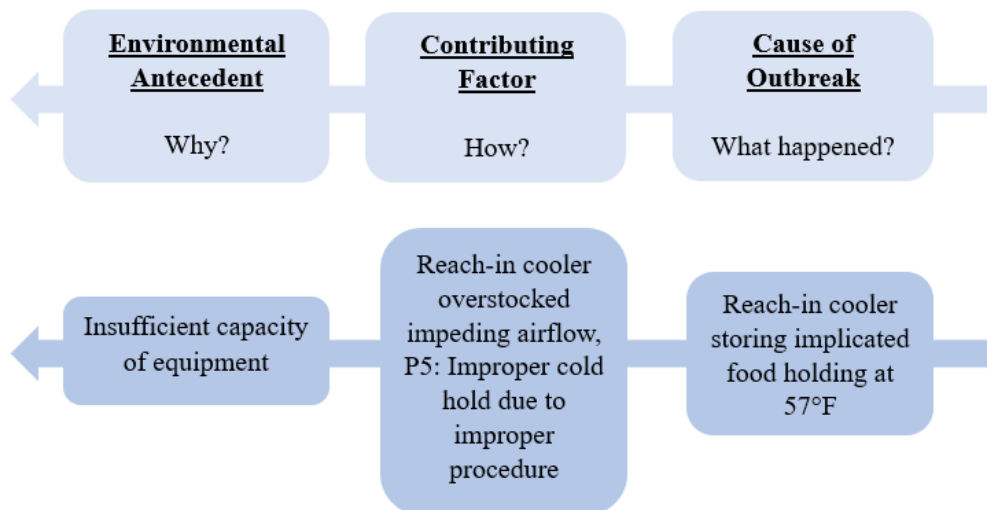 Environmental
Antecedent
Why?
Contributing
Factor
How?
Cause of
Outbreak
What happened?
Insufficient capacity
of equipment
Reach-in cooler
overstocked
impeding airflow,
P5: Improper cold
hold due to
improper
procedure
Reach-in cooler
storing implicated
food holding at
57°F